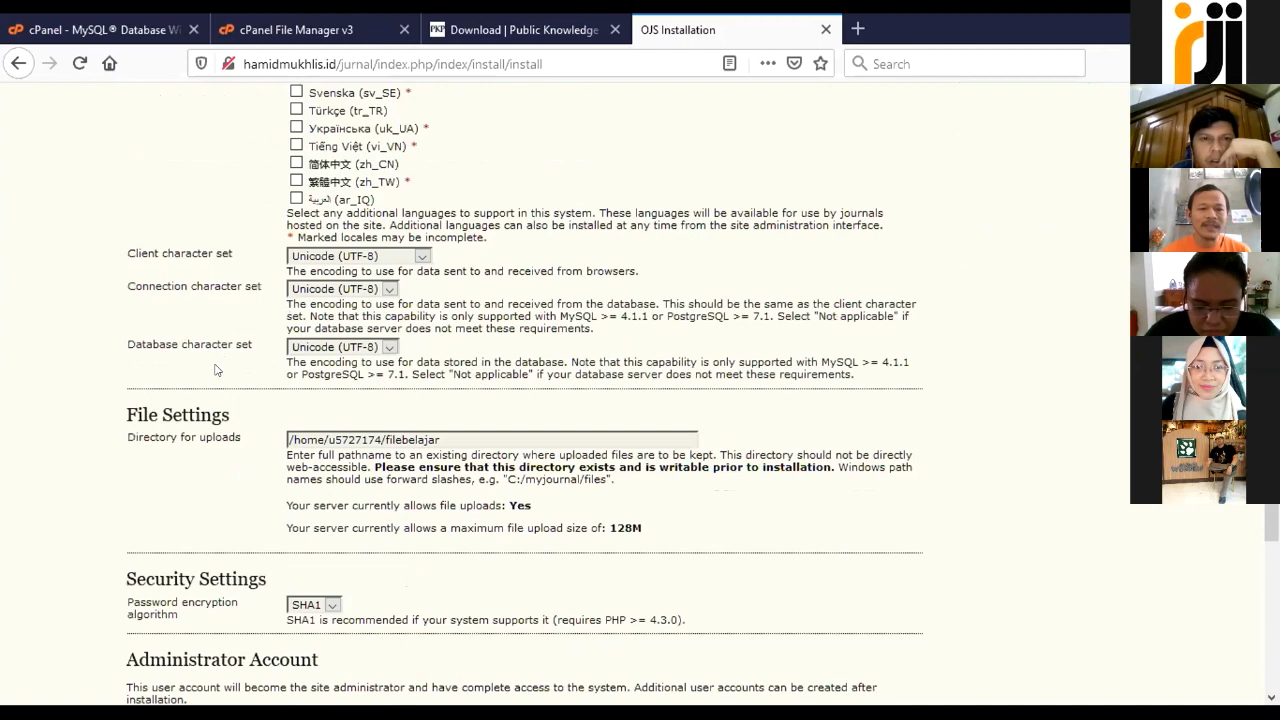 cPanel - MySQL® Database Wi
cPanel File Manager v3
PKP Download | Public Knowledge
OJS Installation
hamidmukhlis.id/jurnal/index.php/index/install/install
Search
Svenska (sv_SE) *
Türkçe (tr_TR)
Українська (uk_UA) *
Tiếng Việt (vi_VN) *
简体中文 (zh_CN)
繁體中文 (zh_TW) *
العربية (ar_IQ)
Select any additional languages to support in this system. These languages will be available for use by journals
hosted on the site. Additional languages can also be installed at any time from the site administration interface.
* Marked locales may be incomplete.
Client character set
Unicode (UTF-8)
The encoding to use for data sent to and received from browsers.
Connection character set
Unicode (UTF-8)
The encoding to use for data sent to and received from the database. This should be the same as the client character
set. Note that this capability is only supported with MySQL >= 4.1.1 or PostgreSQL >= 7.1. Select "Not applicable" if
your database server does not meet these requirements.
Database character set
Unicode (UTF-8)
The encoding to use for data stored in the database. Note that this capability is only supported with MySQL >= 4.1.1
or PostgreSQL >= 7.1. Select "Not applicable" if your database server does not meet these requirements.
File Settings
Directory for uploads
/home/u5727174/filebelajar
Enter full pathname to an existing directory where uploaded files are to be kept. This directory should not be directly
web-accessible. Please ensure that this directory exists and is writable prior to installation. Windows path
names should use forward slashes, e.g. "C:/myjournal/files".
Your server currently allows file uploads: Yes
Your server currently allows a maximum file upload size of: 128M
Security Settings
Password encryption
algorithm
SHA1
SHA1 is recommended if your system supports it (requires PHP >= 4.3.0).
Administrator Account
This user account will become the site administrator and have complete access to the system. Additional user accounts can be created after
installation.
rji